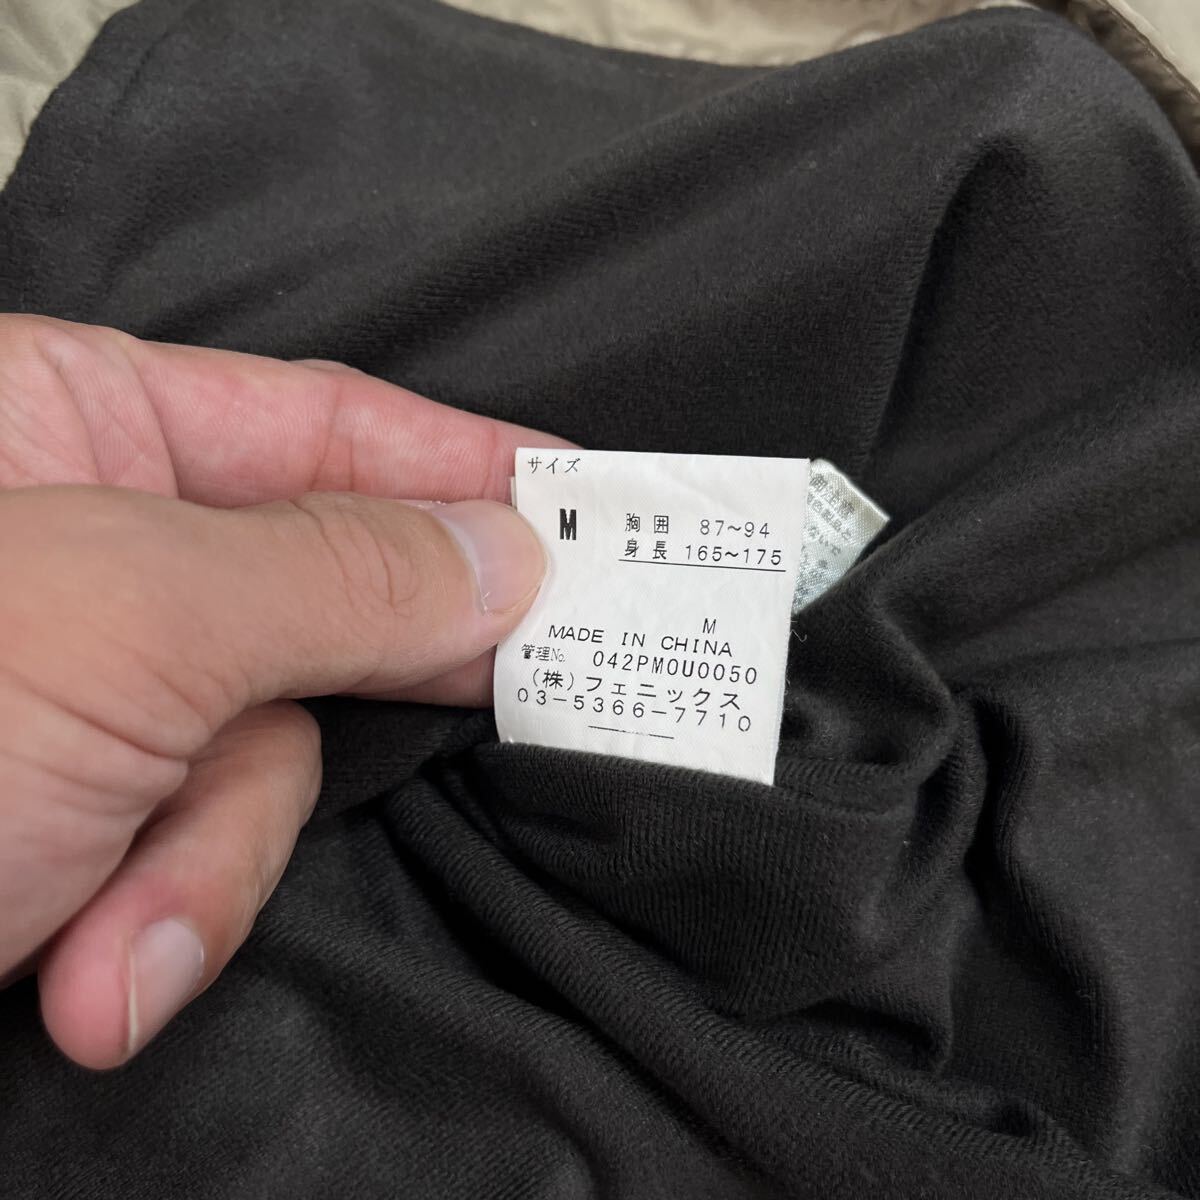 サイズ
M
胸囲 87~94
身長 165~175
M
MADE IN CHINA
管理No. 042PM0U0050
(株)フェニックス
03-5366-7710